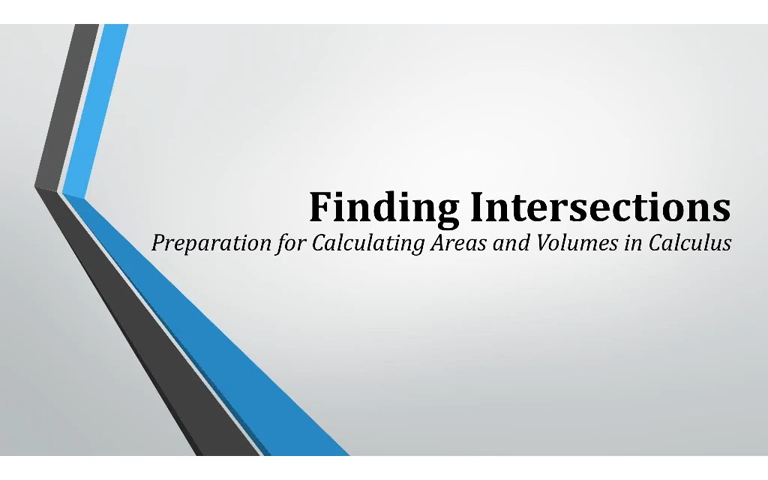 Finding Intersections
Preparation for Calculating Areas and Volumes in Calculus